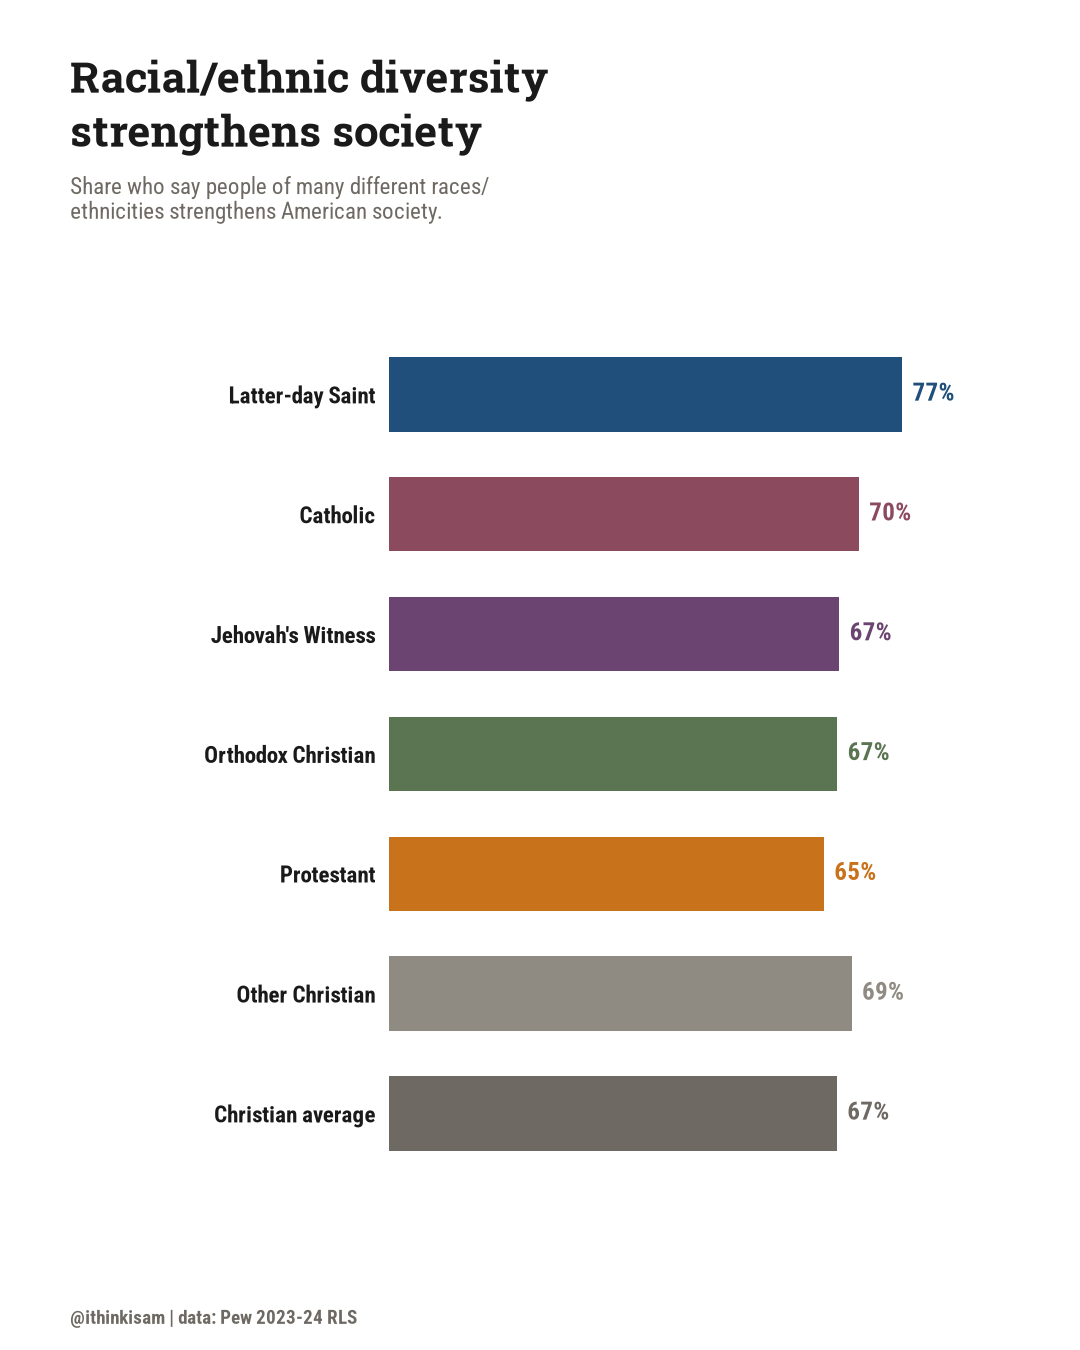 Racial/ethnic diversity
strengthens society
Share who say people of many different races/
ethnicities strengthens American society.
Latter-day Saint 77%
Catholic 70%
Jehovah's Witness 67%
Orthodox Christian 67%
Protestant 65%
Other Christian 69%
Christian average 67%
@ithinkisam | data: Pew 2023-24 RLS